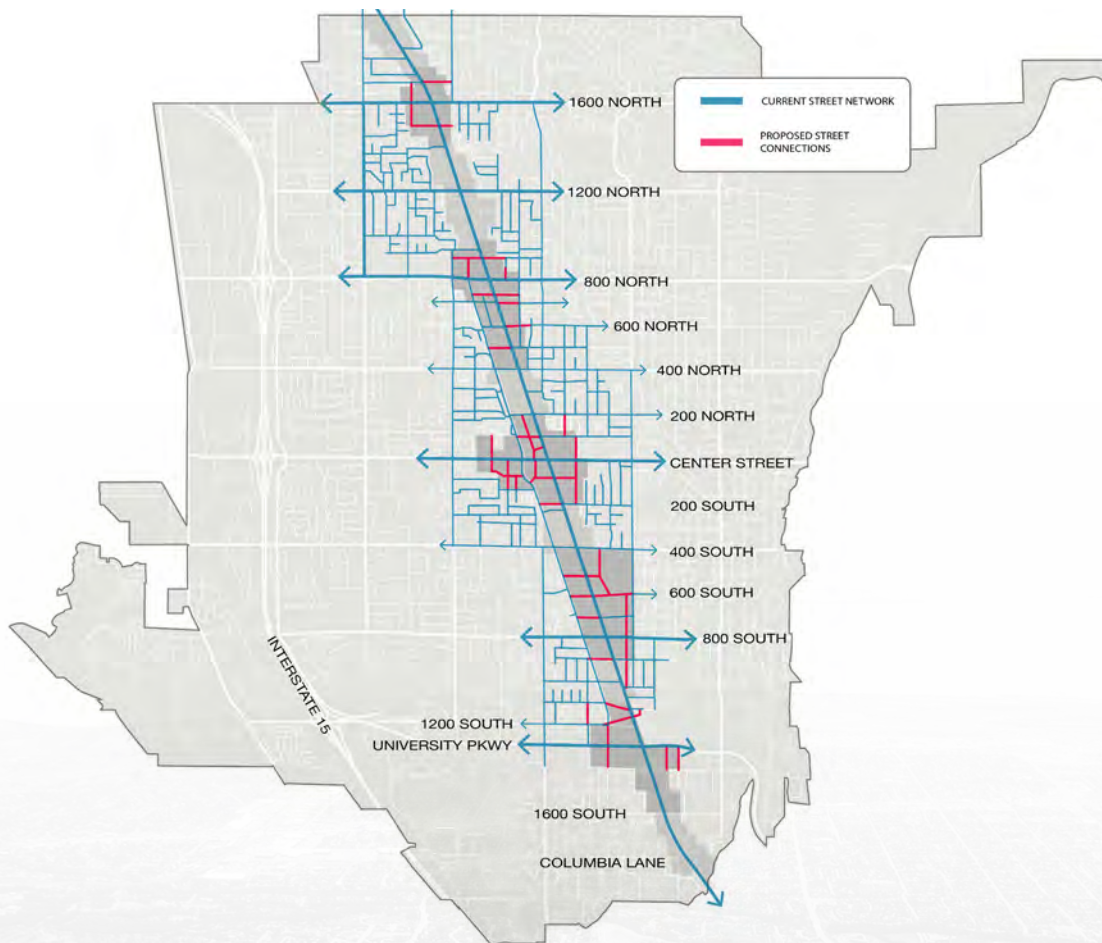 1600 NORTH
CURRENT STREET NETWORK
PROPOSED STREET
CONNECTIONS
1200 NORTH
800 NORTH
600 NORTH
400 NORTH
200 NORTH
CENTER STREET
200 SOUTH
400 SOUTH
600 SOUTH
800 SOUTH
INTERSTATE 15
1200 SOUTH
UNIVERSITY PKWY
1600 SOUTH
COLUMBIA LANE